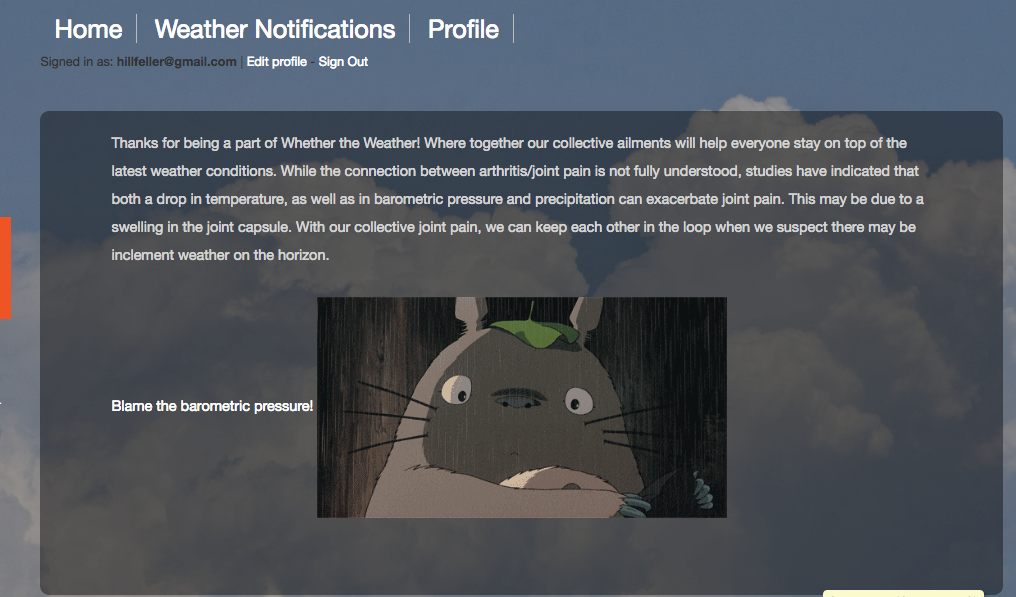 Home Weather Notifications Profile
Signed in as: hillfeller@gmail.com | Edit profile - Sign Out
Thanks for being a part of Whether the Weather! Where together our collective ailments will help everyone stay on top of the
latest weather conditions. While the connection between arthritis/joint pain is not fully understood, studies have indicated that
both a drop in temperature, as well as in barometric pressure and precipitation can exacerbate joint pain. This may be due to a
swelling in the joint capsule. With our collective joint pain, we can keep each other in the loop when we suspect there may be
inclement weather on the horizon.
Blame the barometric pressure!